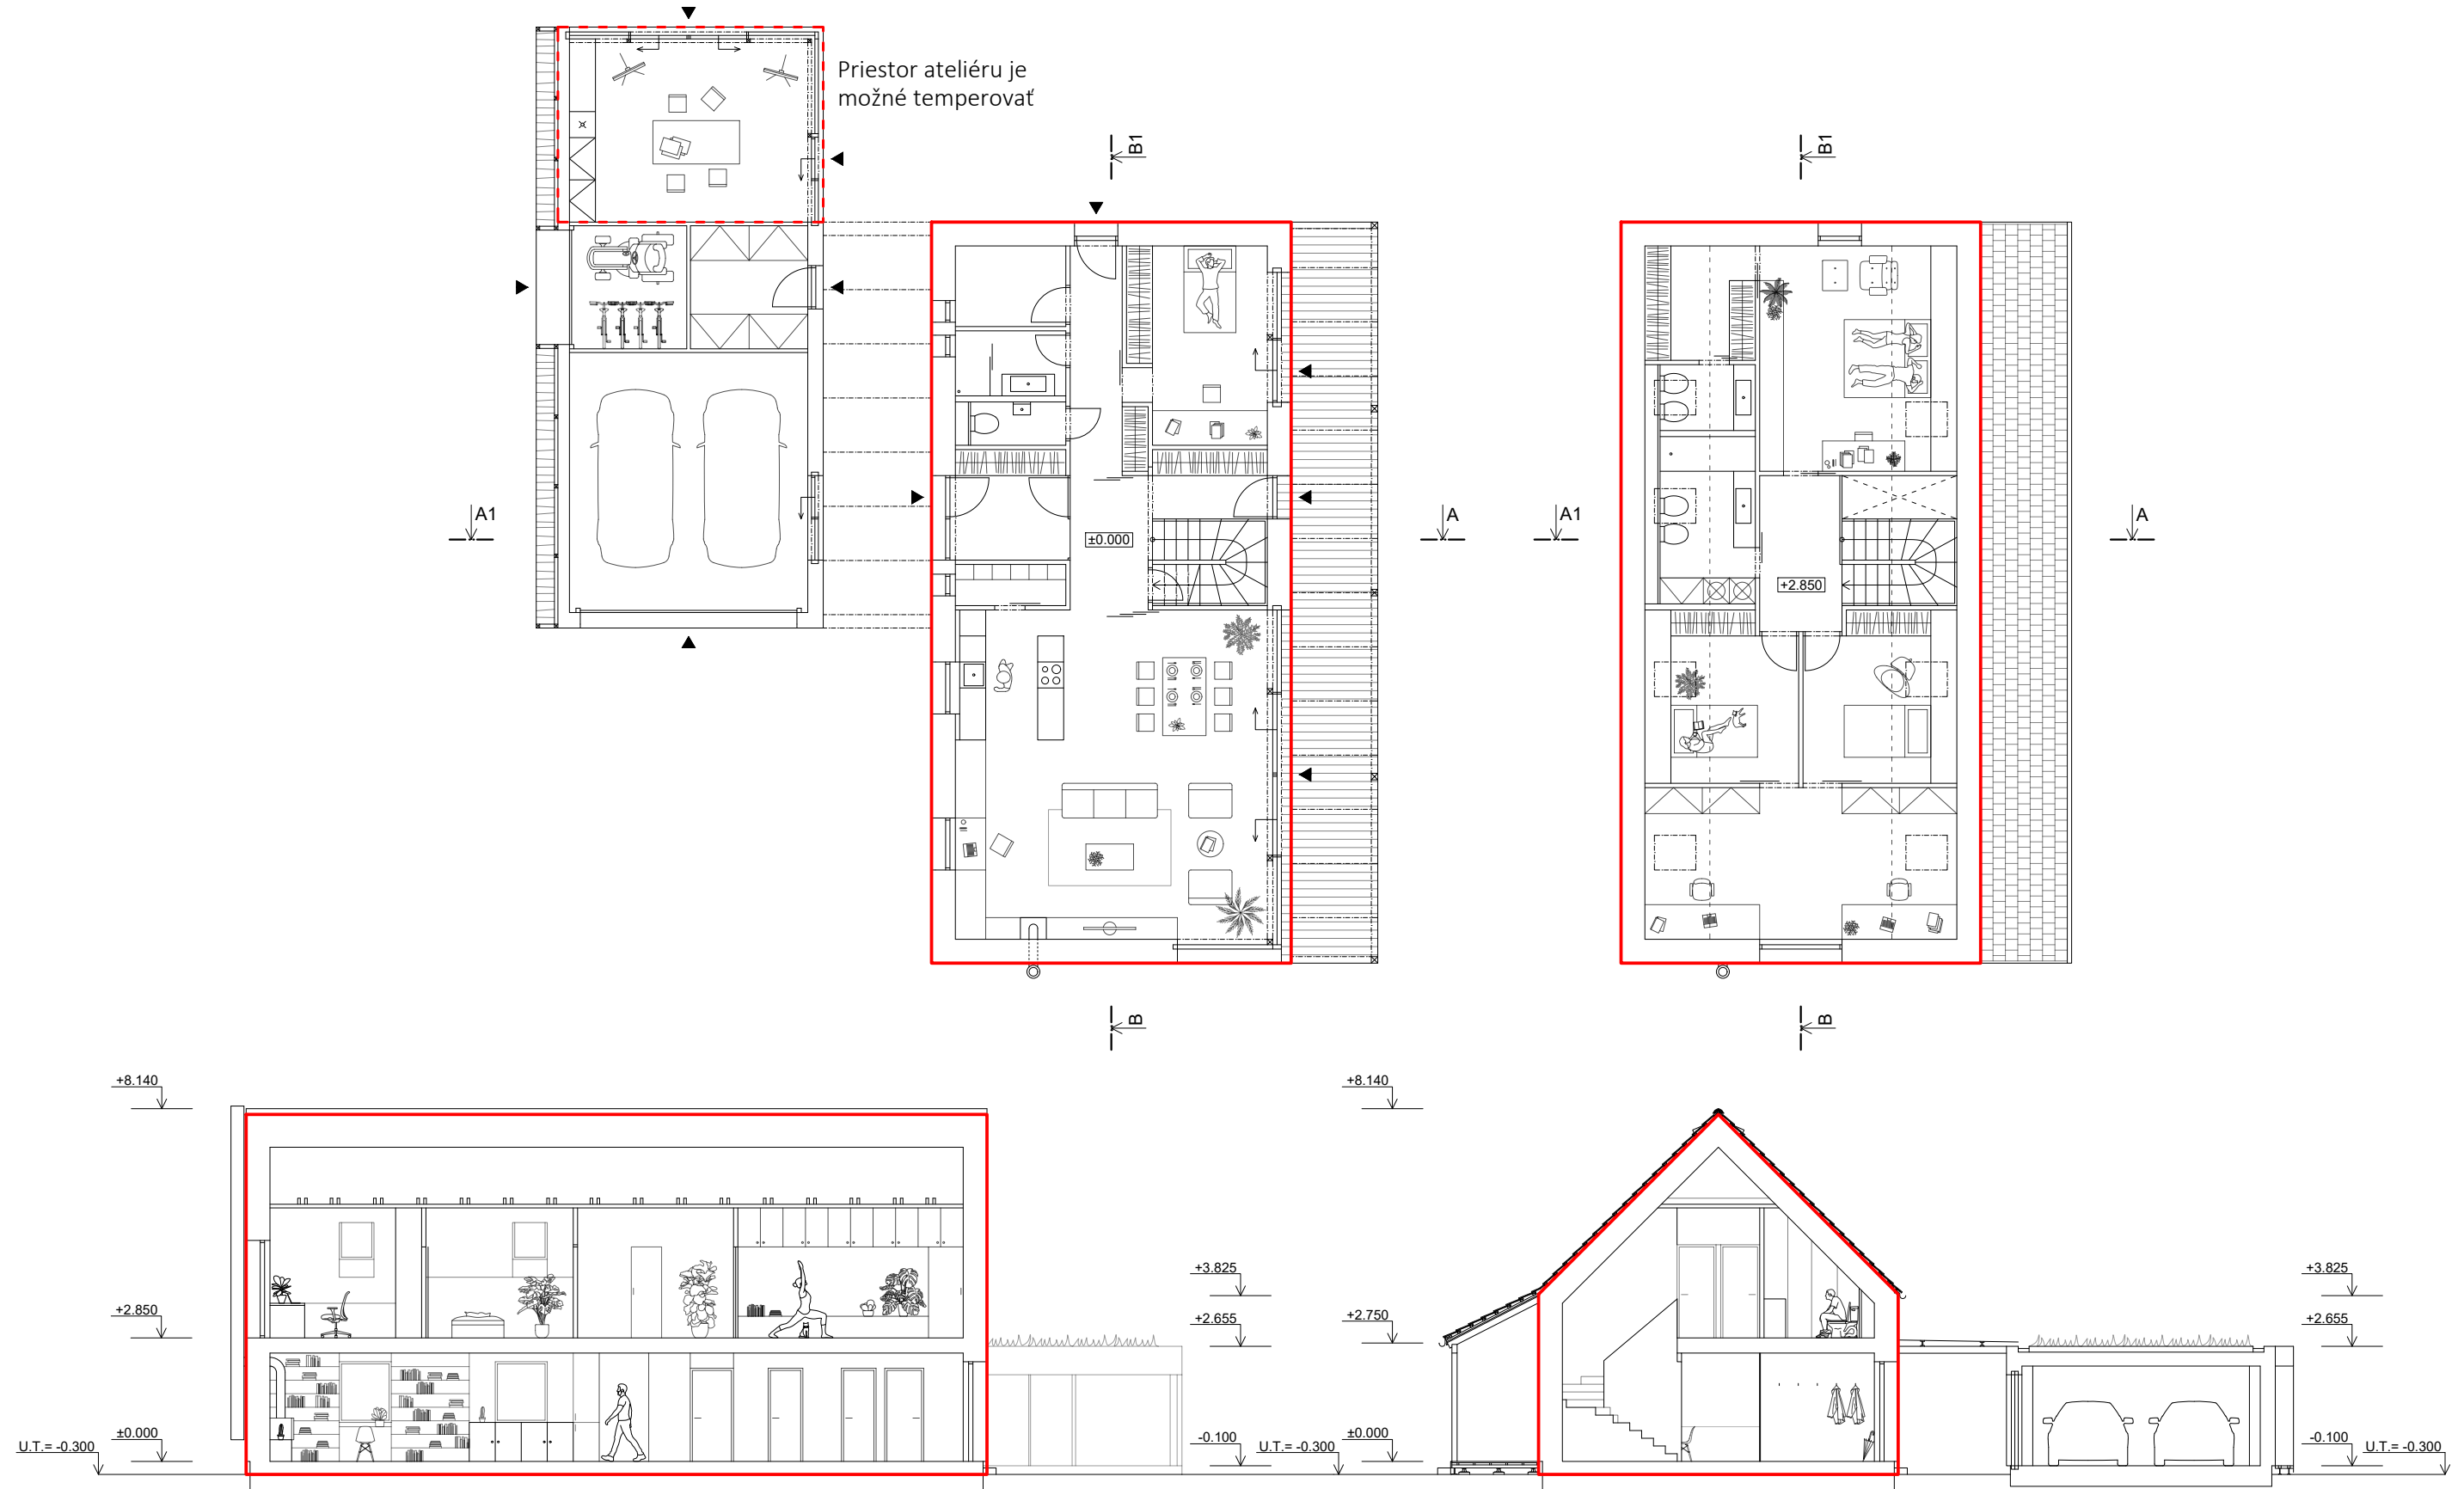 Priestor ateliéru je
možné temperovať
B1
B1
A1
A
A1
A
±0.000
+2.850
B
B
+8.140
+2.850
±0.000
U.T.= -0.300
+3.825
+2.655
-0.100
+8.140
+2.750
±0.000
U.T.= -0.300
+3.825
+2.655
-0.100
U.T.= -0.300